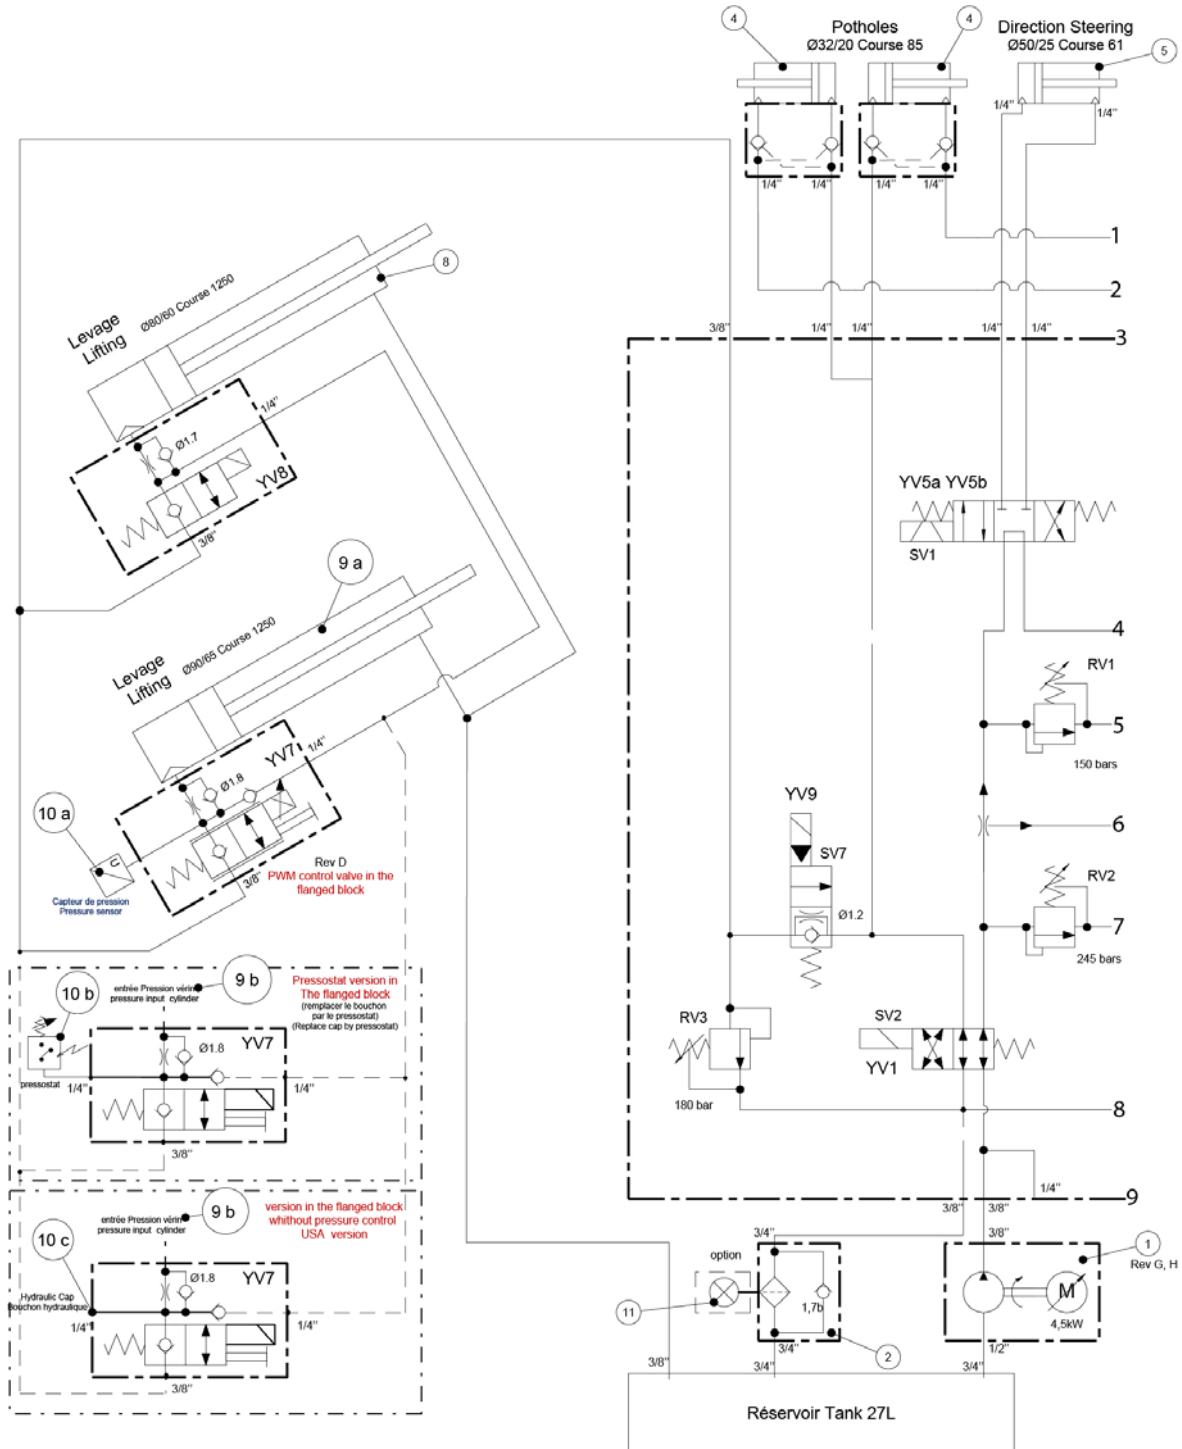 4
Potholes
Ø32/20 Course 85
4
Direction Steering
Ø50/25 Course 61
5
1/4"
1/4"
1/4"
1/4"
1/4"
1/4"
1
2
3/8"
1/4"
1/4"
1/4"
1/4"
3
8
Levage
Lifting
Ø80/60 Course 1250
1/4"
Ø1.7
YV8
3/8"
YV5a YV5b
SV1
9 a
Levage
Lifting
Ø90/65 Course 1250
4
RV1
5
150 bars
YV7
1/4"
Ø1.8
10 a
U
3/8"
Rev D
PWM control valve in the
flanged block
Capteur de pression
Pressure sensor
YV9
SV7
6
RV2
Ø1.2
7
245 bars
10 b
entrée Pression vérin
pressure input cylinder
9 b
Pressostat version in
The flanged block
(remplacer le bouchon
par le pressostat)
(Replace cap by pressostat)
Ø1.8
YV7
pressostat
1/4"
1/4"
3/8"
RV3
SV2
YV1
180 bar
8
1/4"
9
3/8"
3/8"
10 c
entrée Pression vérin
pressure input cylinder
9 b
version in the flanged block
whithout pressure control
USA version
Ø1.8
YV7
Hydraulic Cap
Bouchon hydraulique
1/4"
1/4"
3/8"
3/4"
3/8"
option
11
1,7b
2
3/4"
M
4,5kW
1
Rev G, H
1/2"
3/8"
3/4"
3/4"
Réservoir Tank 27L